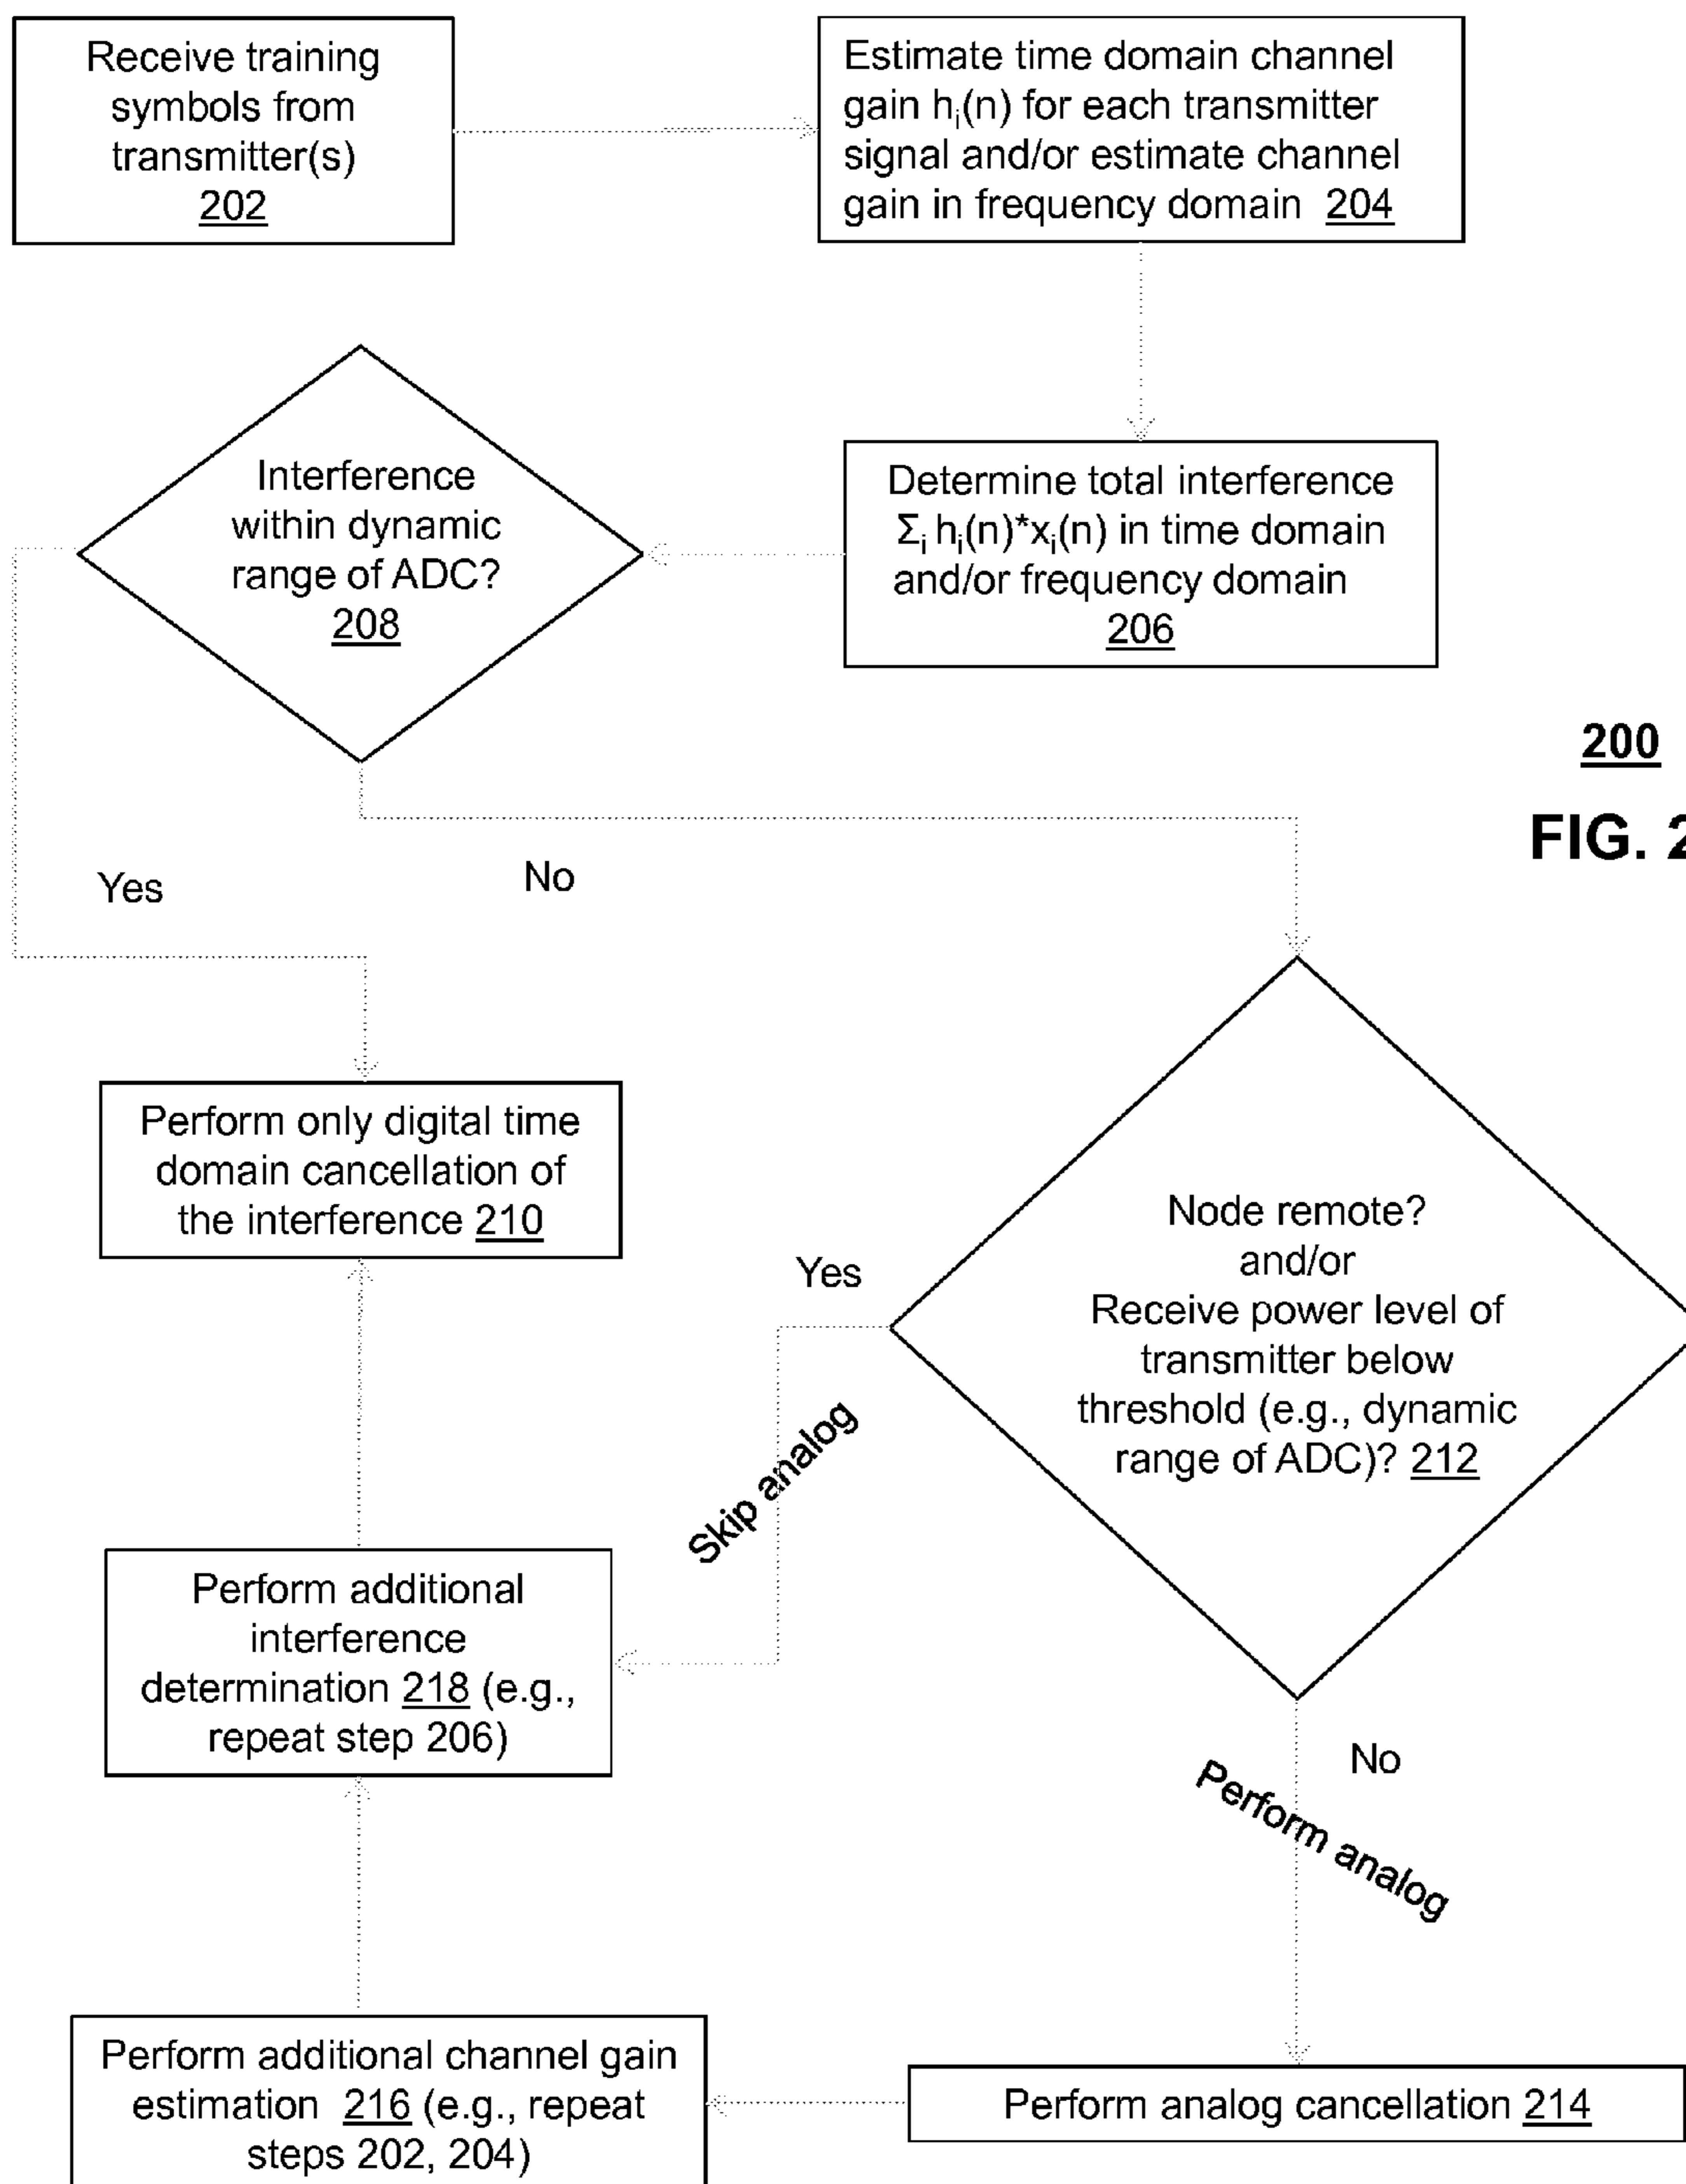 Receive training
symbols from
transmitter(s)
202
Estimate time domain channel
gain hᵢ(n) for each transmitter
signal and/or estimate channel
gain in frequency domain 204
Interference
within dynamic
range of ADC?
208
Determine total interference
Σᵢ hᵢ(n)*xᵢ(n) in time domain
and/or frequency domain
206
200
FIG. 2
Yes
No
Perform only digital time
domain cancellation of
the interference 210
Node remote?
and/or
Receive power level of
transmitter below
threshold (e.g., dynamic
range of ADC)? 212
Yes
Skip analog
Perform additional
interference
determination 218 (e.g.,
repeat step 206)
No
Perform analog
Perform additional channel gain
estimation 216 (e.g., repeat
steps 202, 204)
Perform analog cancellation 214